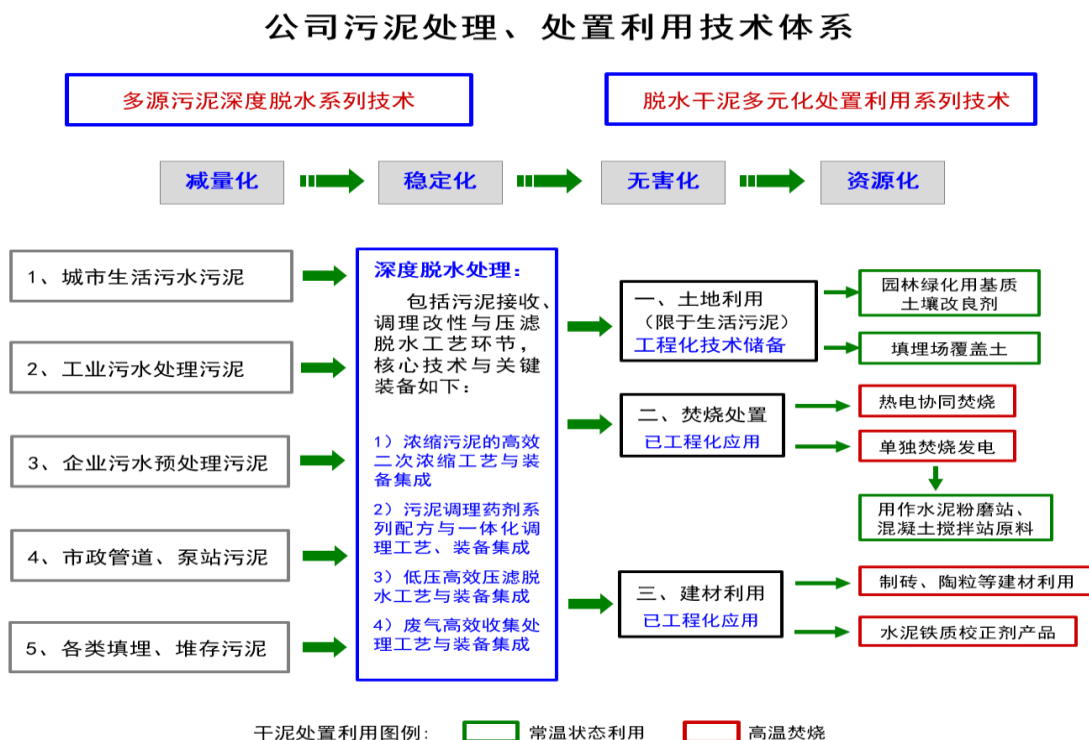 公司污泥处理、处置利用技术体系
多源污泥深度脱水系列技术
脱水干泥多元化处置利用系列技术
减量化
稳定化
无害化
资源化
1、城市生活污水污泥
2、工业污水处理污泥
3、企业污水预处理污泥
4、市政管道、泵站污泥
5、各类填埋、堆存污泥
深度脱水处理：
包括污泥接收、
调理改性与压滤
脱水工艺环节，
核心技术与关键
装备如下：
1）浓缩污泥的高效
二次浓缩工艺与装
备集成
2）污泥调理药剂系
列配方与一体化调
理工艺、装备集成
3）低压高效压滤脱
水工艺与装备集成
4）废气高效收集处
理工艺与装备集成
一、土地利用
（限于生活污泥）
工程化技术储备
园林绿化用基质
土壤改良剂
填埋场覆盖土
二、焚烧处置
已工程化应用
热电协同焚烧
单独焚烧发电
用作水泥粉磨站、
混凝土搅拌站原料
三、建材利用
已工程化应用
制砖、陶粒等建材利用
水泥铁质校正剂产品
干泥处置利用图例：
常温状态利用
高温焚烧